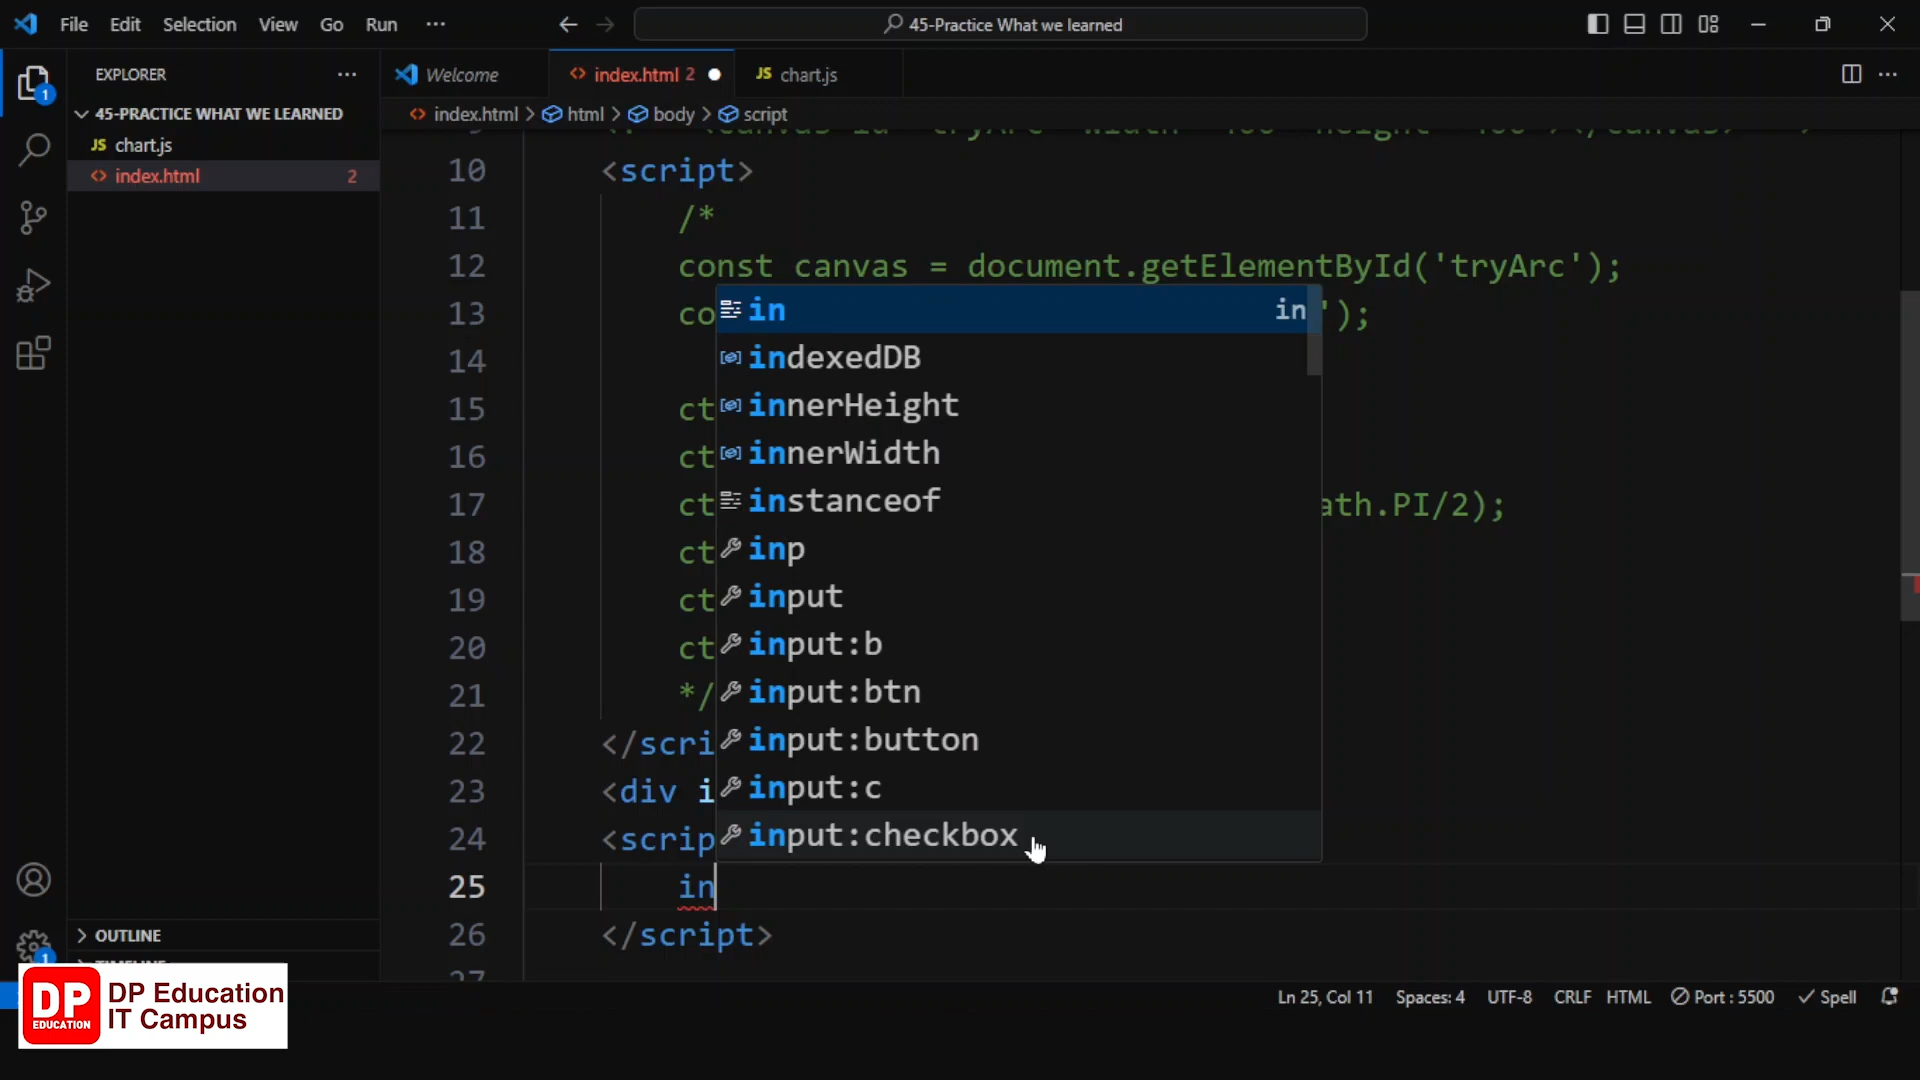 File Edit Selection View Go Run ··· 45-Practice What we learned
EXPLORER ···
Welcome
index.html 2
JS chart.js
1
45-PRACTICE WHAT WE LEARNED
JS chart.js
index.html 2
index.html > html > body > script
10 <script>
11 /*
12 const canvas = document.getElementById('tryArc');
13 co ');
14
15 ct
16 ct
17 ct ath.PI/2);
18 ct
19 ct
20 ct
21 */
22 </scri
23 <div i
24 <scrip
25 in
26 </script>
27
in in
indexedDB
innerHeight
innerWidth
instanceof
inp
input
input:b
input:btn
input:button
input:c
input:checkbox
OUTLINE
1
DP EDUCATION
DP Education
IT Campus
Ln 25, Col 11 Spaces: 4 UTF-8 CRLF HTML Port : 5500 Spell